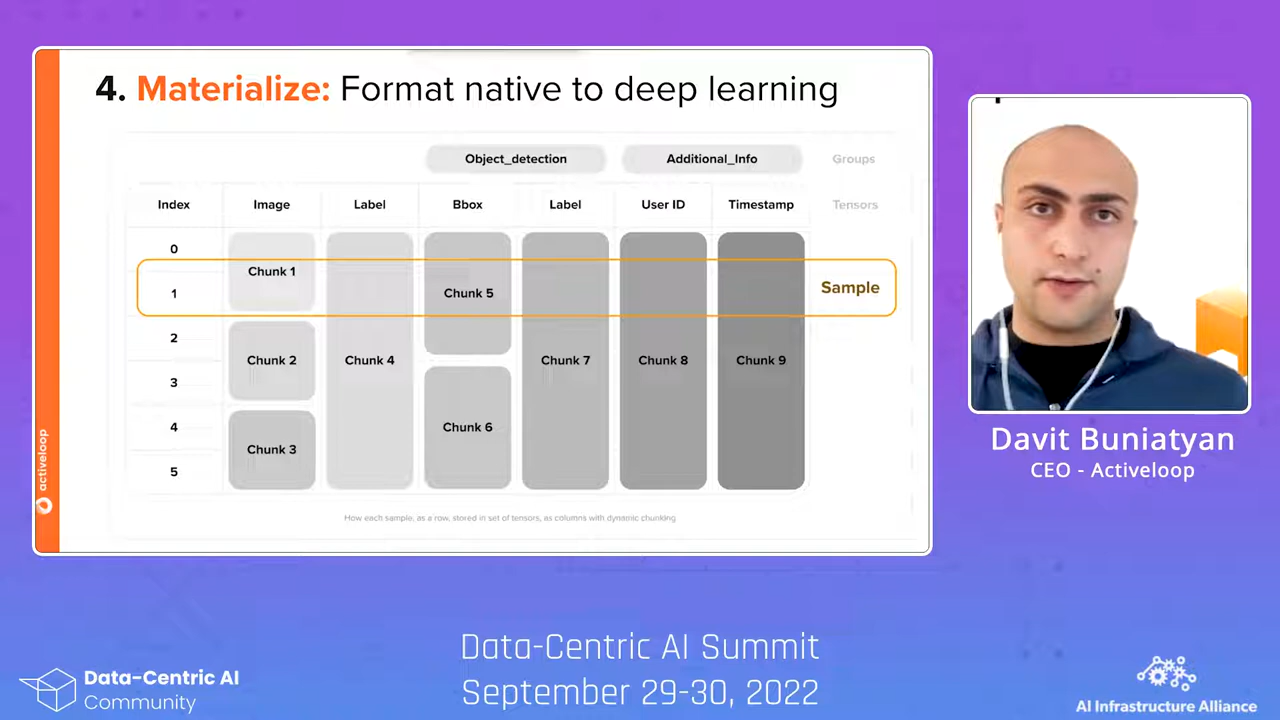 4. Materialize: Format native to deep learning
Object_detection
Additional_Info
Groups
Index
Image
Label
Bbox
Label
User ID
Timestamp
Tensors
0
Chunk 1
1
Chunk 5
Sample
2
Chunk 2
Chunk 4
Chunk 7
Chunk 8
Chunk 9
3
4
Chunk 6
Chunk 3
5
How each sample, as a row, stored in set of tensors, as columns with dynamic chunking
activeloop
Davit Buniatyan
CEO - Activeloop
Data-Centric AI Summit
September 29-30, 2022
Data-Centric AI
Community
AI Infrastructure Alliance